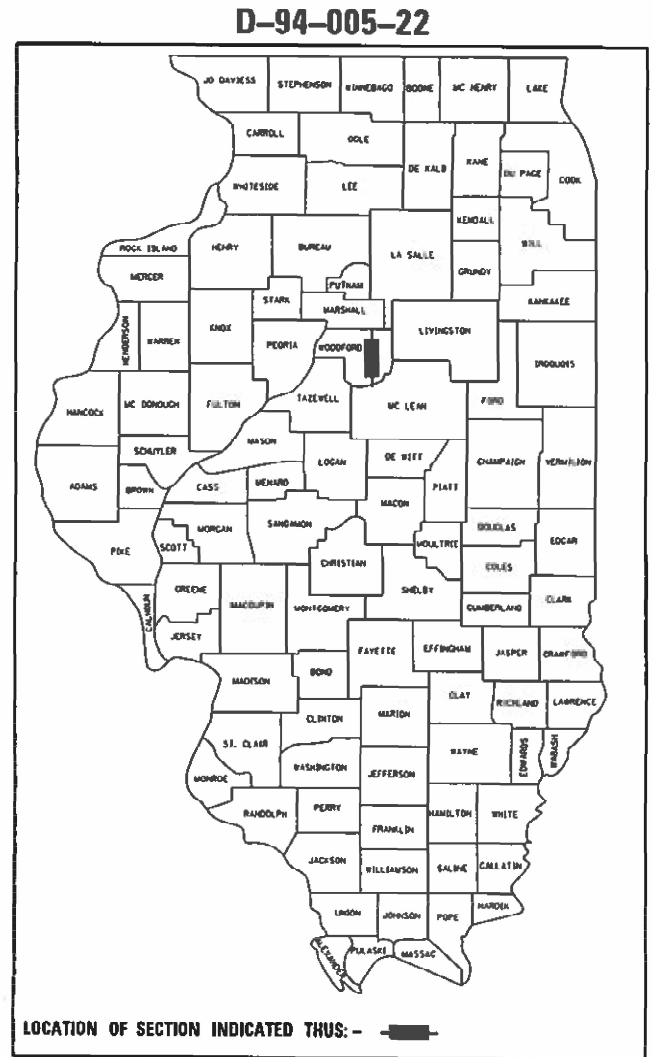 D-94-005-22
JO DAVIESS STEPHENSON WINNEBAGO BOONE MC HENRY LAKE
CARROLL OGLE
DE KALB KANE DU PAGE COOK
WHITESIDE LEE
KENDALL
ROCK ISLAND HENRY BUREAU LA SALLE WILL
MERCER GRUNDY
PUTNAM
STARK MARSHALL KANKAKEE
HENDERSON WARREN KNOX PEORIA WOODFORD LIVINGSTON
IROQUOIS
HANCOCK MC DONOUGH FULTON TAZEWELL MC LEAN FORD
MASON
SCHUYLER LOGAN DE WITT CHAMPAIGN VERMILION
ADAMS BROWN CASS MENARD PIATT
MACON
MORGAN SANGAMON DOUGLAS
PIKE SCOTT CHRISTIAN MOULTRIE EDGAR
COLES
GREENE MACOUPIN MONTGOMERY SHELBY CUMBERLAND CLARK
CALHOUN JERSEY
FAYETTE EFFINGHAM JASPER CRAWFORD
MADISON BOND
CLAY RICHLAND LAWRENCE
CLINTON MARION
ST. CLAIR WAYNE EDWARDS WABASH
WASHINGTON JEFFERSON
MONROE
RANDOLPH PERRY HAMILTON WHITE
FRANKLIN
JACKSON WILLIAMSON SALINE GALLATIN
UNION JOHNSON POPE HARDIN
ALEXANDER PULASKI MASSAC
LOCATION OF SECTION INDICATED THUS: -